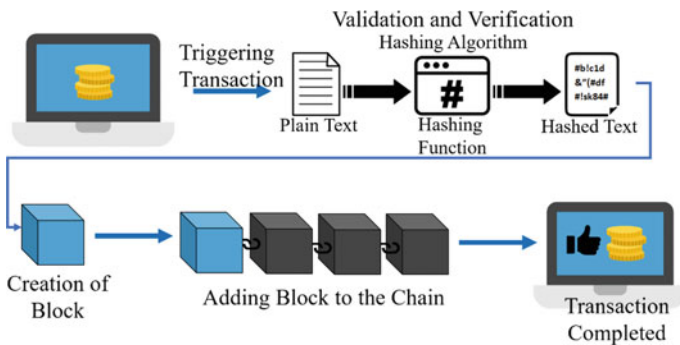 Validation and Verification
Hashing Algorithm
Triggering
Transaction
#b!c1d
&"(#df
#!sk84#
#
Plain Text
Hashing
Function
Hashed Text
Creation of
Block
Adding Block to the Chain
Transaction
Completed